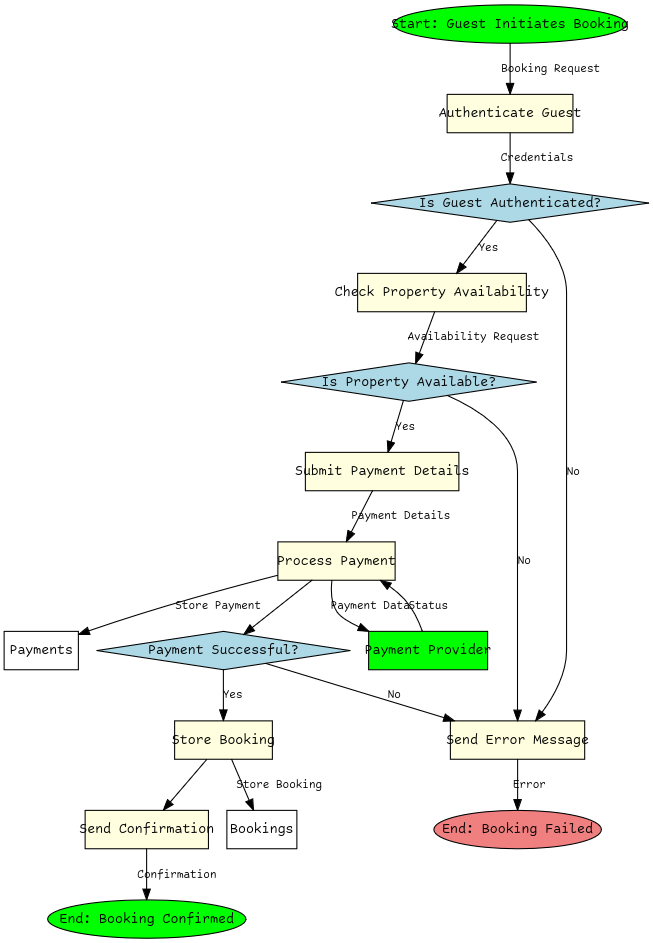 Start: Guest Initiates Booking
Booking Request
Authenticate Guest
Credentials
Is Guest Authenticated?
Yes
Check Property Availability
Availability Request
Is Property Available?
Yes
Submit Payment Details
No
Payment Details
No
Process Payment
Store Payment
Payment Data
Status
Payments
Payment Successful?
Payment Provider
Yes
No
Store Booking
Send Error Message
Store Booking
Error
Send Confirmation
Bookings
End: Booking Failed
Confirmation
End: Booking Confirmed